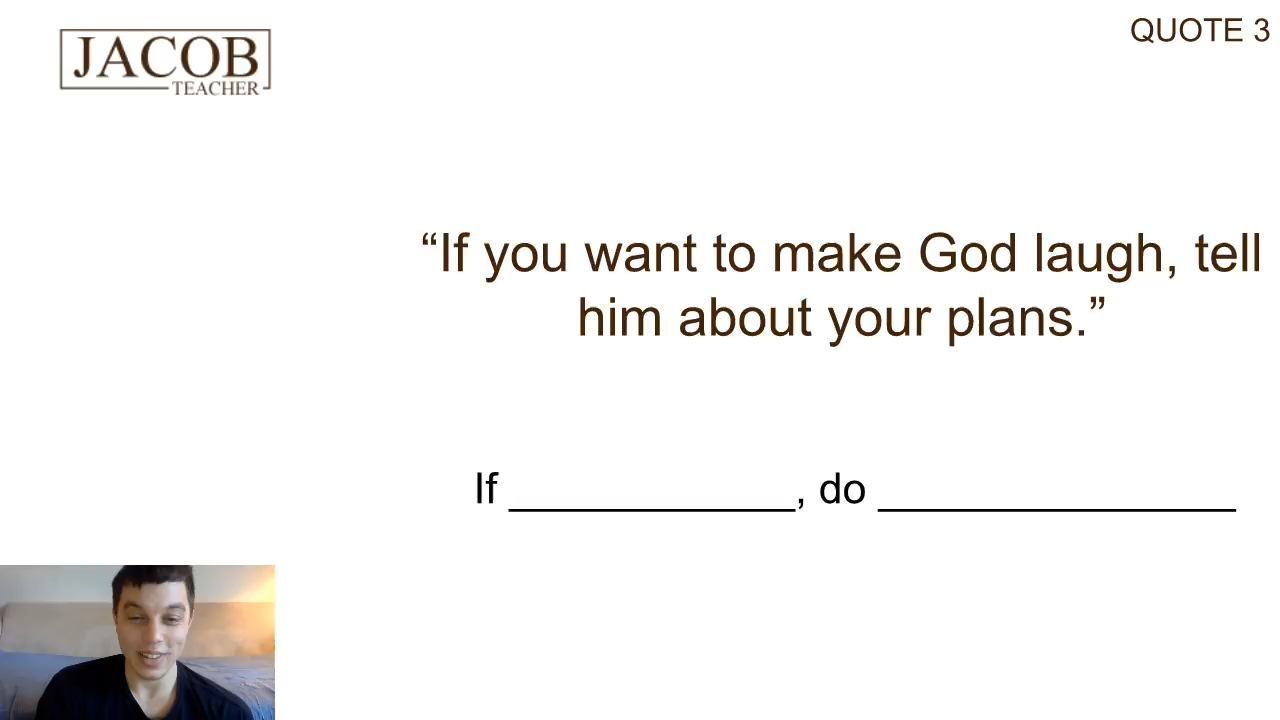 JACOB
TEACHER
QUOTE 3
“If you want to make God laugh, tell
him about your plans.”
If ____________, do _______________